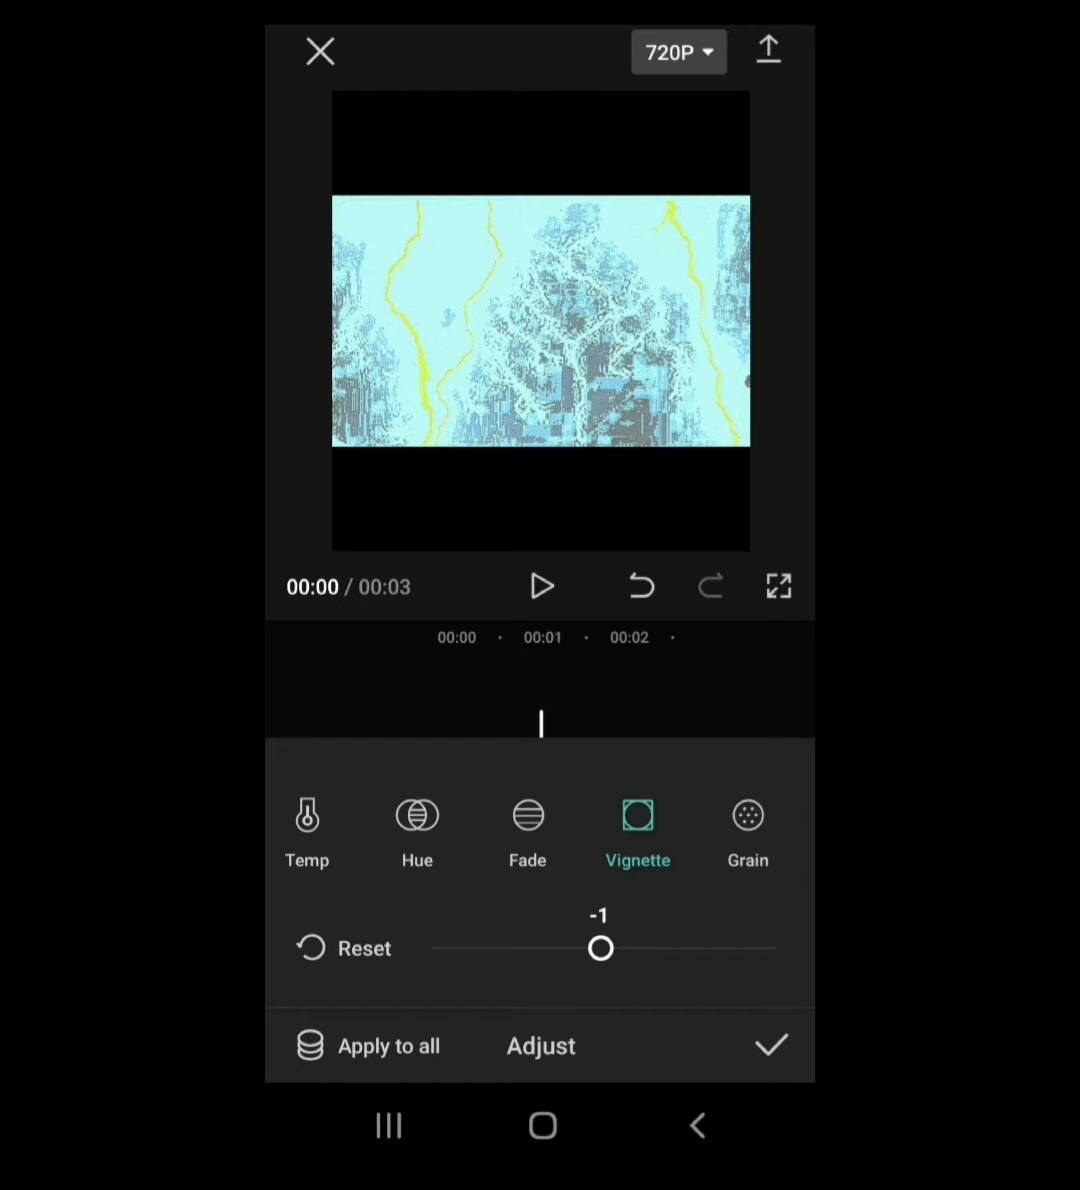 720P
00:00 / 00:03
00:00 · 00:01 · 00:02 ·
Temp Hue Fade Vignette Grain
-1
Reset
Apply to all Adjust